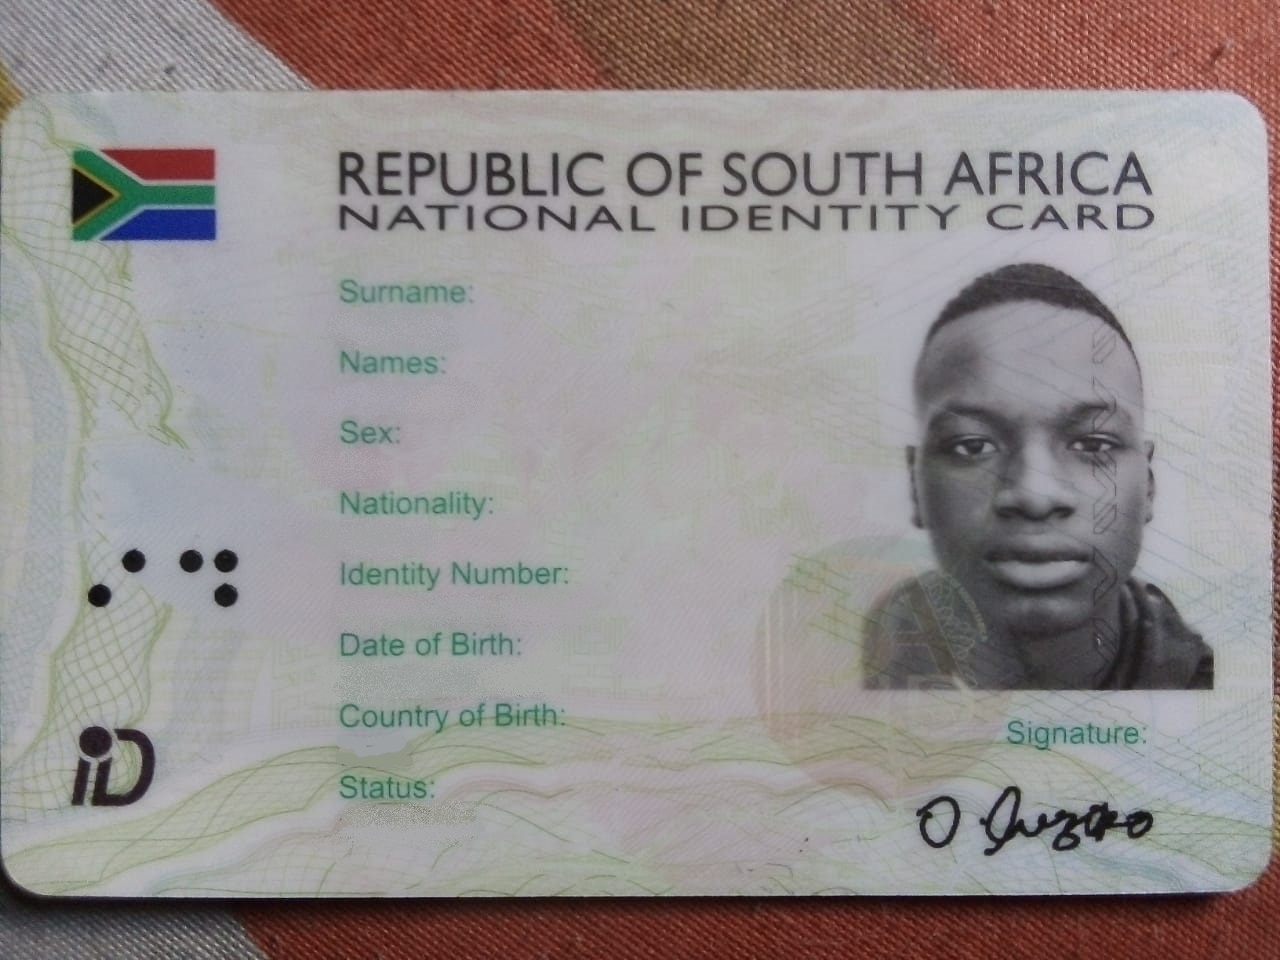 REPUBLIC OF SOUTH AFRICA
NATIONAL IDENTITY CARD
Surname:
Names:
Sex:
Nationality:
Identity Number:
Date of Birth:
Country of Birth:
Status:
Signature:
iD